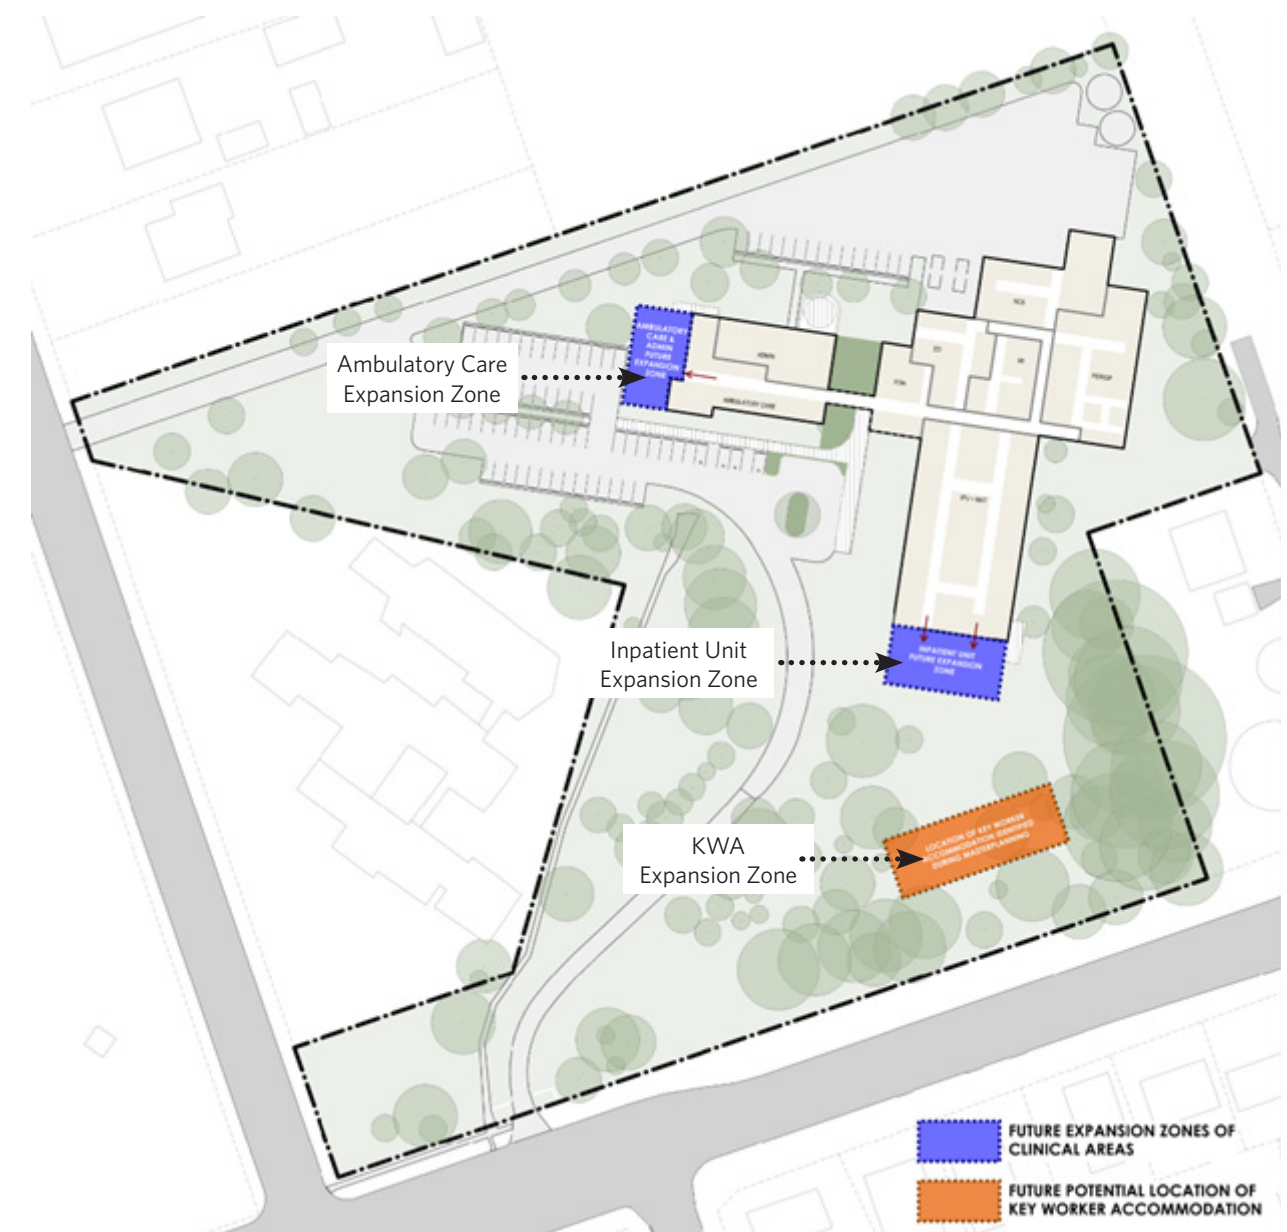 AMBULATORY
CARE &
ADMIN
FUTURE
EXPANSION
ZONE
Ambulatory Care
Expansion Zone
ADMIN
AMBULATORY CARE
INPATIENT UNIT
FUTURE EXPANSION
ZONE
Inpatient Unit
Expansion Zone
LOCATION OF KEY WORKER
ACCOMMODATION IDENTIFIED
DURING MASTERPLANNING
KWA
Expansion Zone
FUTURE EXPANSION ZONES OF
CLINICAL AREAS
FUTURE POTENTIAL LOCATION OF
KEY WORKER ACCOMMODATION